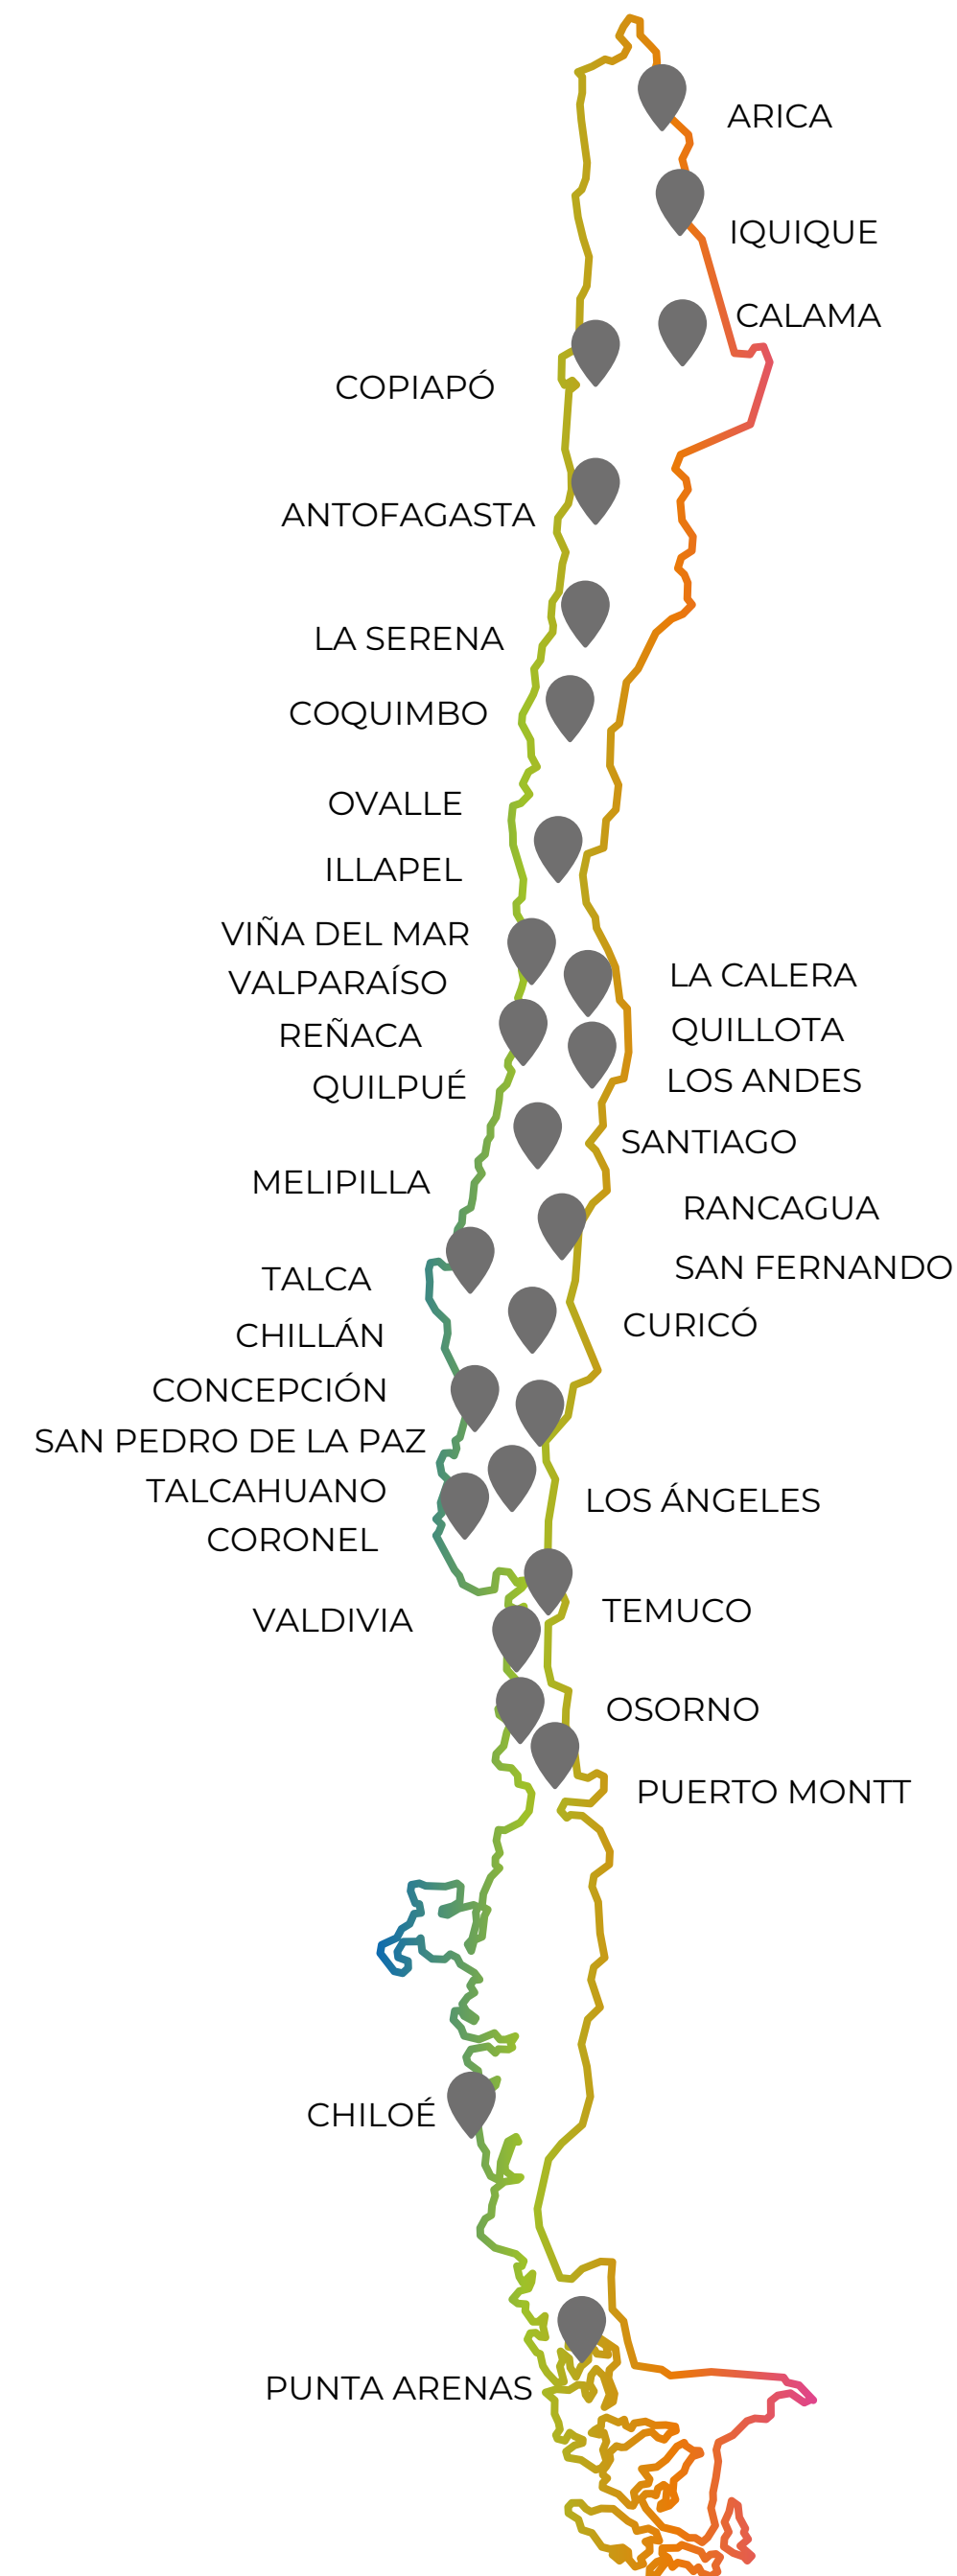 ARICA
IQUIQUE
CALAMA
COPIAPÓ
ANTOFAGASTA
LA SERENA
COQUIMBO
OVALLE
ILLAPEL
VIÑA DEL MAR
LA CALERA
VALPARAÍSO
QUILLOTA
REÑACA
LOS ANDES
QUILPUÉ
SANTIAGO
MELIPILLA
RANCAGUA
SAN FERNANDO
TALCA
CURICÓ
CHILLÁN
CONCEPCIÓN
SAN PEDRO DE LA PAZ
TALCAHUANO
LOS ÁNGELES
CORONEL
TEMUCO
VALDIVIA
OSORNO
PUERTO MONTT
CHILOÉ
PUNTA ARENAS